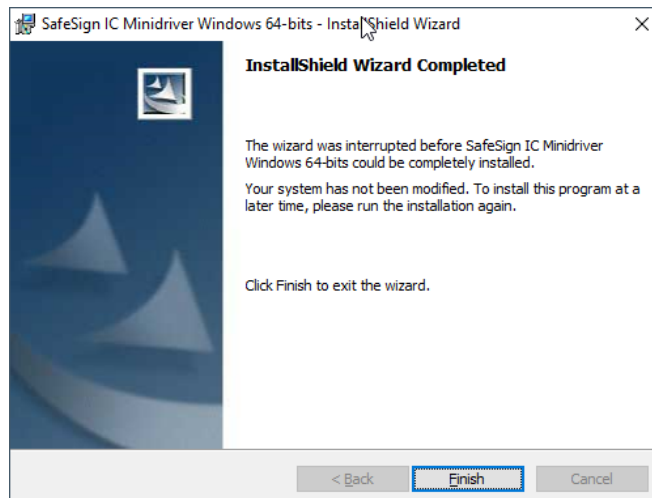 SafeSign IC Minidriver Windows 64-bits - InstallShield Wizard
InstallShield Wizard Completed
The wizard was interrupted before SafeSign IC Minidriver
Windows 64-bits could be completely installed.
Your system has not been modified. To install this program at a
later time, please run the installation again.
Click Finish to exit the wizard.
< Back
Finish
Cancel